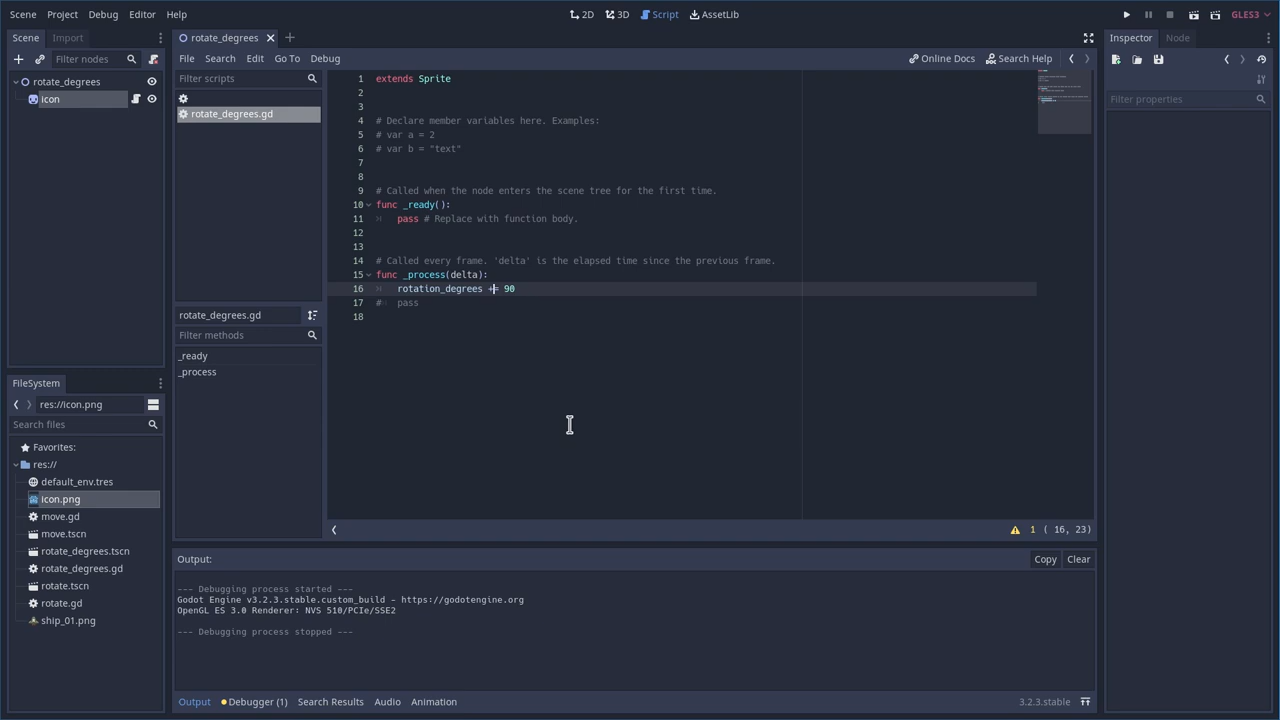 Scene Project Debug Editor Help
2D 3D Script AssetLib
GLES3
Scene Import
Filter nodes
rotate_degrees
icon
FileSystem
res://icon.png
Search files
Favorites:
res://
default_env.tres
icon.png
move.gd
move.tscn
rotate_degrees.tscn
rotate_degrees.gd
rotate.tscn
rotate.gd
ship_01.png
rotate_degrees
File Search Edit Go To Debug
Online Docs Search Help
Filter scripts
rotate_degrees.gd
rotate_degrees.gd
Filter methods
_ready
_process
1 extends Sprite
2
3
4 # Declare member variables here. Examples:
5 # var a = 2
6 # var b = "text"
7
8
9 # Called when the node enters the scene tree for the first time.
10 func _ready():
11 pass # Replace with function body.
12
13
14 # Called every frame. 'delta' is the elapsed time since the previous frame.
15 func _process(delta):
16 rotation_degrees += 90
17 # pass
18
1 ( 16, 23)
Output:
Copy Clear
--- Debugging process started ---
Godot Engine v3.2.3.stable.custom_build - https://godotengine.org
OpenGL ES 3.0 Renderer: NVS 510/PCIe/SSE2
--- Debugging process stopped ---
Output Debugger (1) Search Results Audio Animation
3.2.3.stable
Inspector Node
Filter properties